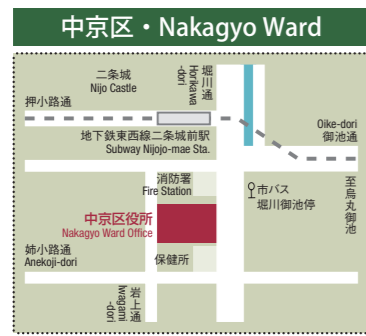 中京区・Nakagyo Ward
二条城
Nijo Castle
堀川通
Horikawa
-dori
押小路通
地下鉄東西線二条城前駅
Subway Nijojo-mae Sta.
Oike-dori
御池通
消防署
Fire Station
市バス
堀川御池停
至烏丸御池
中京区役所
Nakagyo Ward Office
姉小路通
Anekoji-dori
保健所
岩上通
Iwagami
-dori